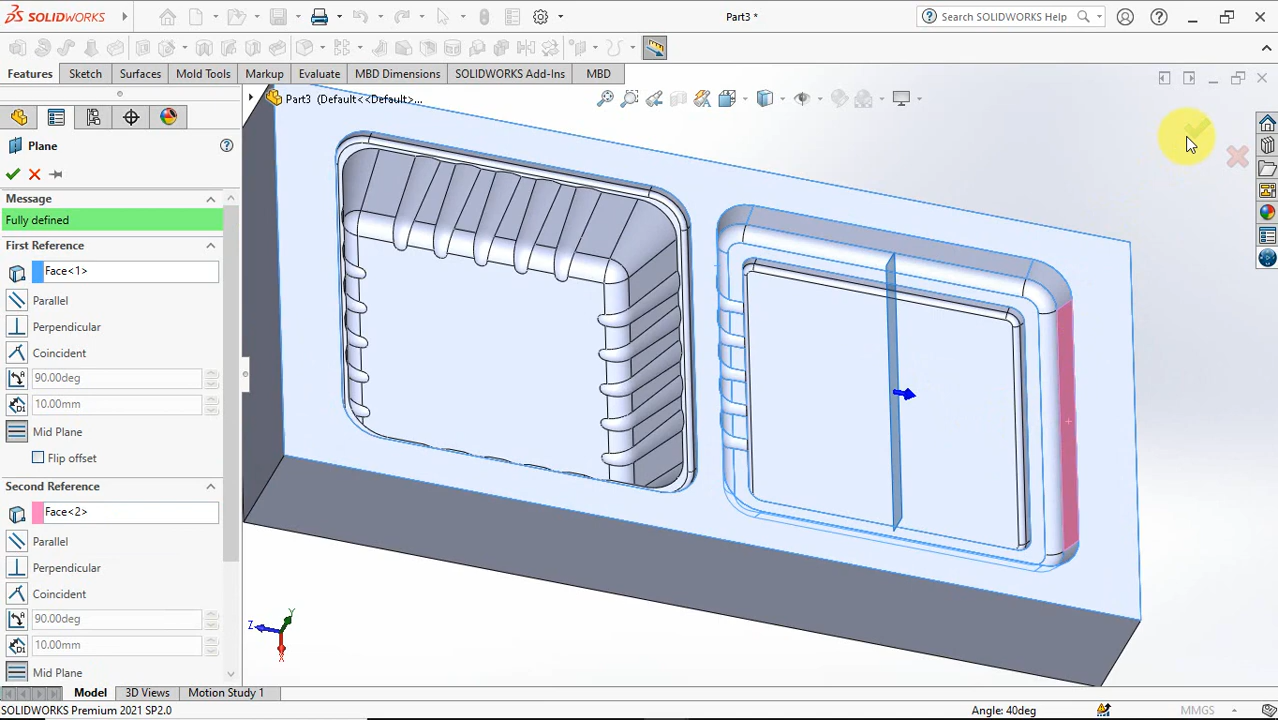 SOLIDWORKS
Part3 *
Search SOLIDWORKS Help
Features
Sketch
Surfaces
Mold Tools
Markup
Evaluate
MBD Dimensions
SOLIDWORKS Add-Ins
MBD
Part3 (Default<<Default>...
Plane
Message
Fully defined
First Reference
Face<1>
Parallel
Perpendicular
Coincident
90.00deg
10.00mm
Mid Plane
Flip offset
Second Reference
Face<2>
Parallel
Perpendicular
Coincident
90.00deg
10.00mm
Mid Plane
Y
Z
X
Model
3D Views
Motion Study 1
SOLIDWORKS Premium 2021 SP2.0
Angle: 40deg
MMGS